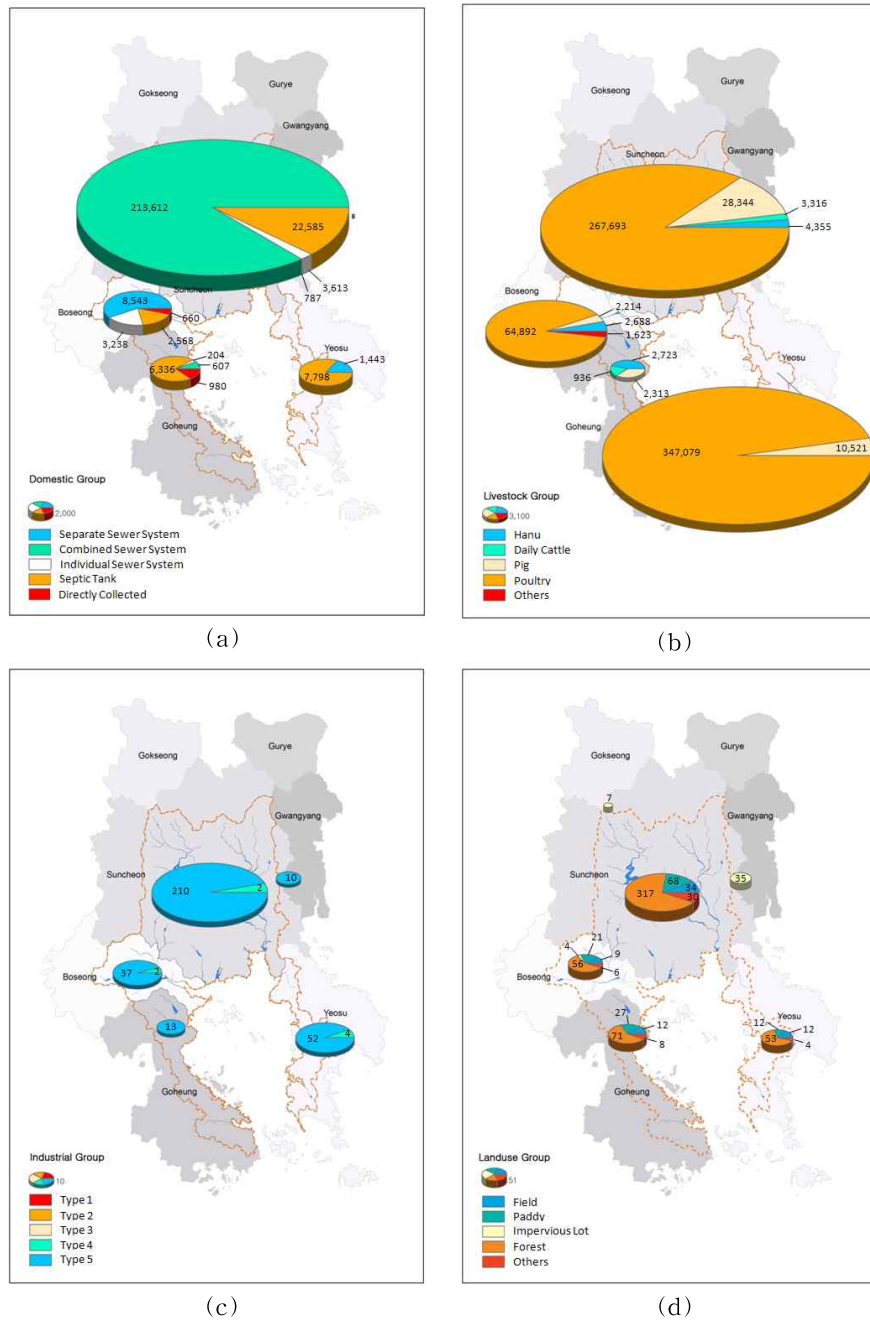 Gokseong
Gurye
Gwangyang
213,612
22,585
3,613
787
Suncheon
8,543
660
Boseong
3,238
2,568
204
6,336
607
980
Yeosu
1,443
7,798
Goheung
Domestic Group
2,000
Separate Sewer System
Combined Sewer System
Individual Sewer System
Septic Tank
Directly Collected
(a)
Gokseong
Gurye
Gwangyang
Suncheon
28,344
3,316
267,693
4,355
Boseong
2,214
64,892
2,688
1,623
Yeosu
2,723
936
2,313
Goheung
347,079
10,521
Livestock Group
3,100
Hanu
Daily Cattle
Pig
Poultry
Others
(b)
Gokseong
Gurye
Gwangyang
Suncheon
210
2
10
37
2
Boseong
13
Yeosu
52
4
Goheung
Industrial Group
10
Type 1
Type 2
Type 3
Type 4
Type 5
(c)
Gokseong
Gurye
7
Gwangyang
Suncheon
317
68
34
30
35
4
21
9
56
6
Boseong
27
12
71
8
Yeosu
12
12
53
4
Goheung
Landuse Group
51
Field
Paddy
Impervious Lot
Forest
Others
(d)